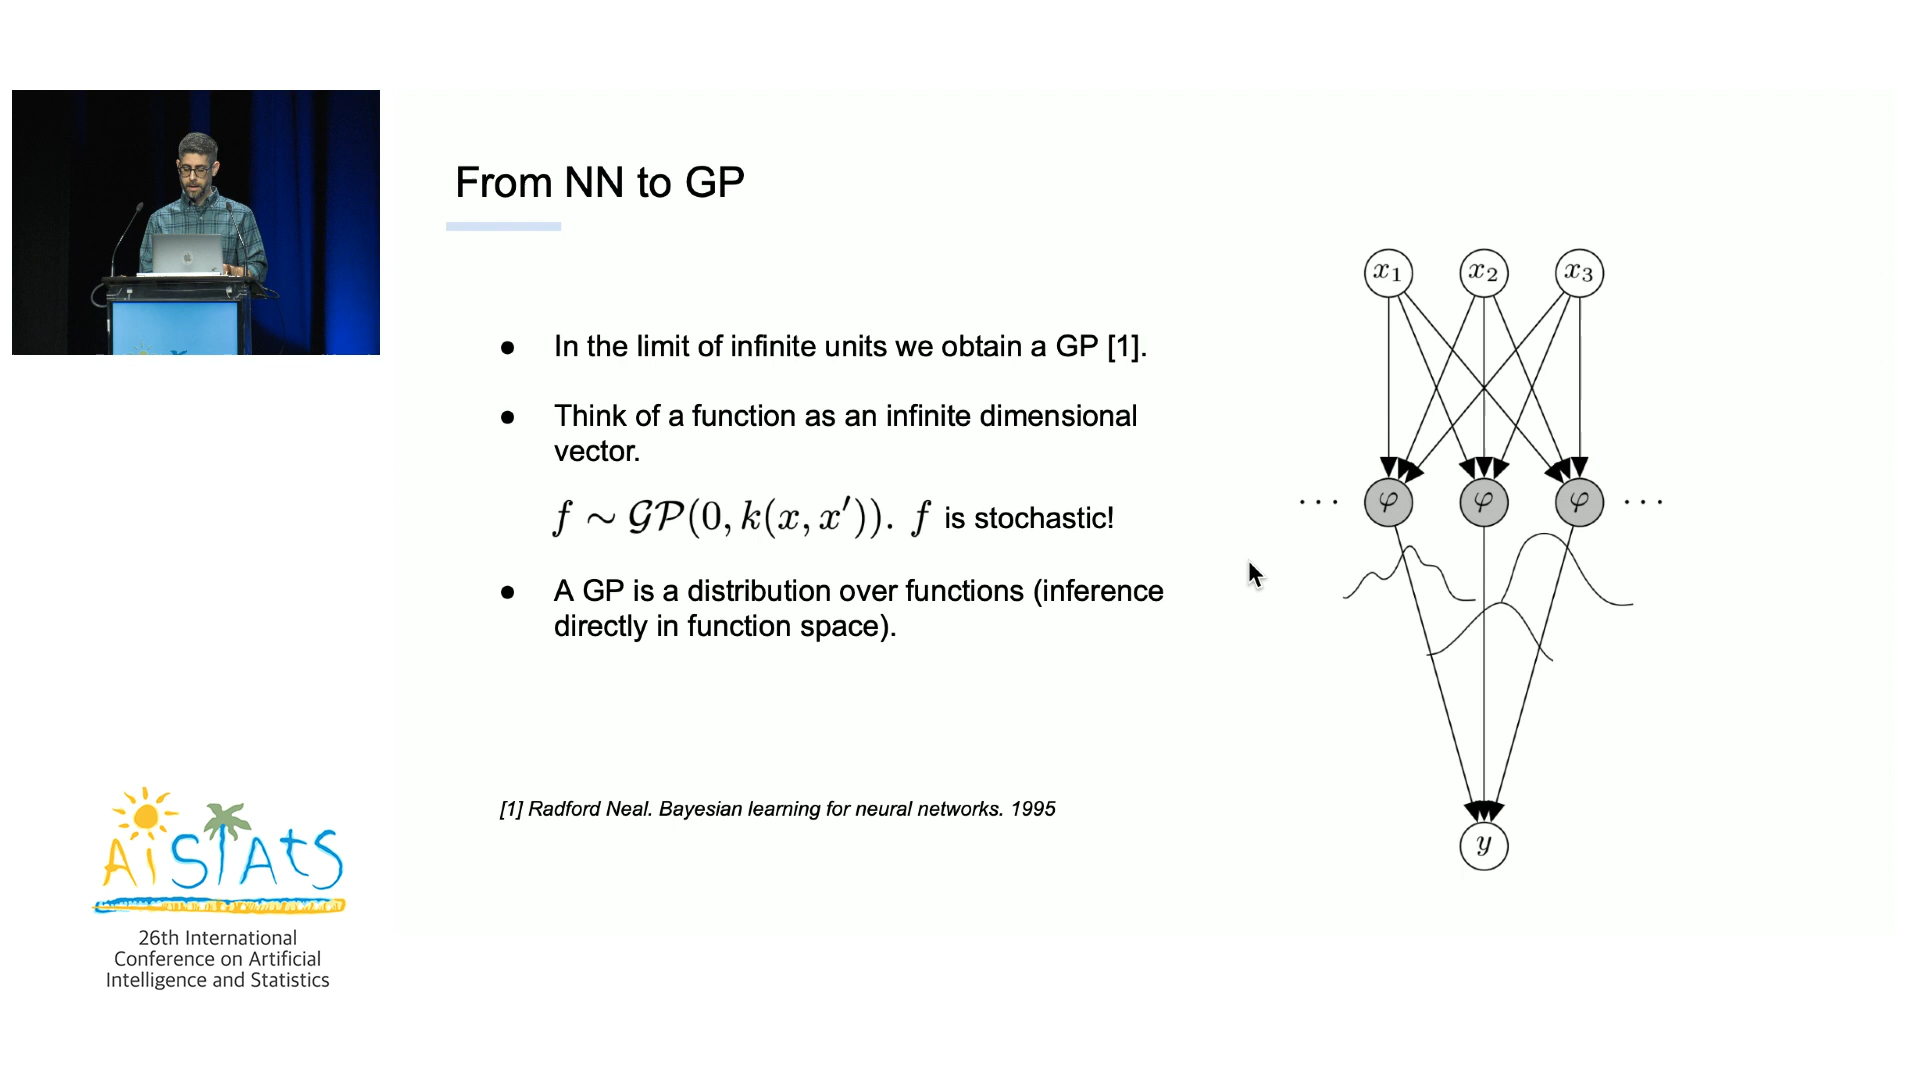 From NN to GP
● In the limit of infinite units we obtain a GP [1].
● Think of a function as an infinite dimensional
vector.
f ∼ 𝒢𝒫(0, k(x, x′)). f is stochastic!
● A GP is a distribution over functions (inference
directly in function space).
[1] Radford Neal. Bayesian learning for neural networks. 1995
x₁ x₂ x₃
··· φ φ φ ···
y
AiStAtS
26th International
Conference on Artificial
Intelligence and Statistics